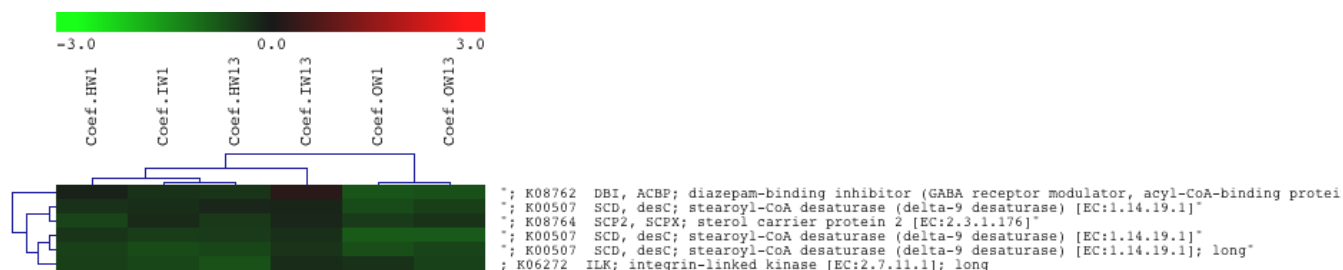 -3.0 0.0 3.0
Coef.HW1 Coef.IW1 Coef.HW13 Coef.IW13 Coef.OW1 Coef.OW13
"; K08762 DBI, ACBP; diazepam-binding inhibitor (GABA receptor modulator, acyl-CoA-binding protei
"; K00507 SCD, desC; stearoyl-CoA desaturase (delta-9 desaturase) [EC:1.14.19.1]"
"; K08764 SCP2, SCPX; sterol carrier protein 2 [EC:2.3.1.176]"
"; K00507 SCD, desC; stearoyl-CoA desaturase (delta-9 desaturase) [EC:1.14.19.1]"
"; K00507 SCD, desC; stearoyl-CoA desaturase (delta-9 desaturase) [EC:1.14.19.1]; long"
; K06272 ILK; integrin-linked kinase [EC:2.7.11.1]; long